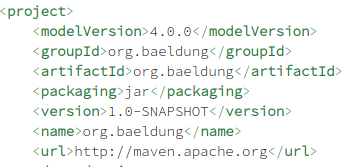 <project>
<modelVersion>4.0.0</modelVersion>
<groupId>org.baeldung</groupId>
<artifactId>org.baeldung</artifactId>
<packaging>jar</packaging>
<version>1.0-SNAPSHOT</version>
<name>org.baeldung</name>
<url>http://maven.apache.org</url>